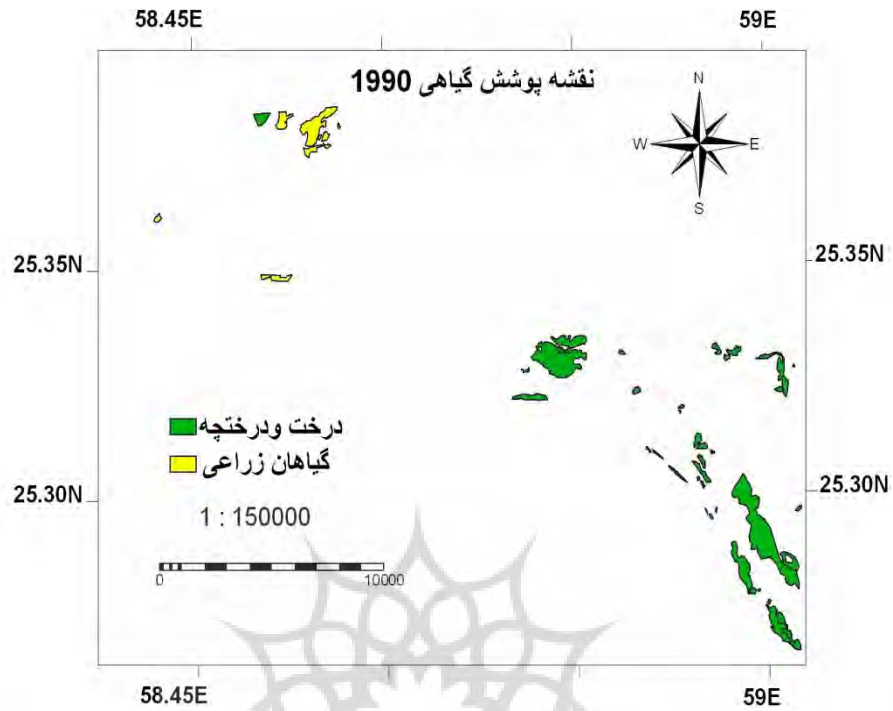 58.45E 59E
نقشه پوشش گیاهی 1990
N
W E
S
25.35N 25.35N
درخت ودرختچه
گیاهان زراعی
25.30N 25.30N
1 : 150000
0 10000
58.45E 59E